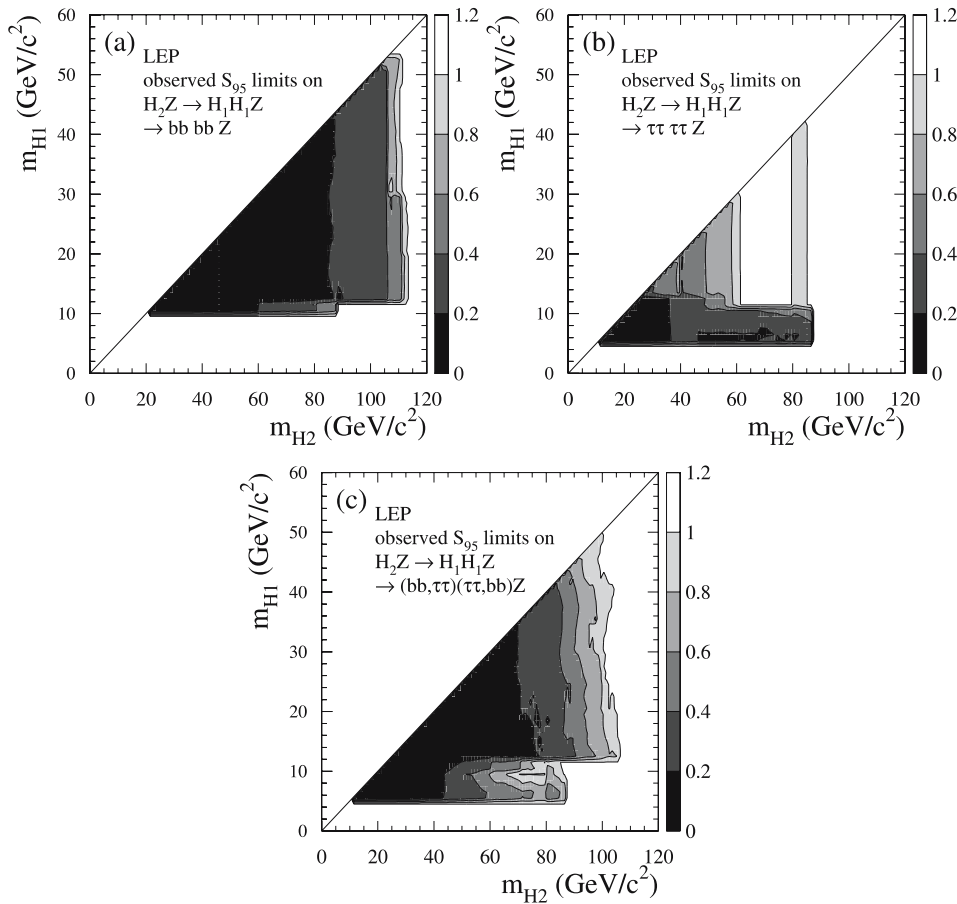 (a)
LEP
observed S95 limits on
H2Z → H1H1Z
→ bb bb Z
mH1 (GeV/c²)
60
50
40
30
20
10
0
0 20 40 60 80 100 120
mH2 (GeV/c²)
1.2
1
0.8
0.6
0.4
0.2
0
(b)
LEP
observed S95 limits on
H2Z → H1H1Z
→ ττ ττ Z
mH1 (GeV/c²)
60
50
40
30
20
10
0
0 20 40 60 80 100 120
mH2 (GeV/c²)
1.2
1
0.8
0.6
0.4
0.2
0
(c)
LEP
observed S95 limits on
H2Z → H1H1Z
→ (bb,ττ)(ττ,bb)Z
mH1 (GeV/c²)
60
50
40
30
20
10
0
0 20 40 60 80 100 120
mH2 (GeV/c²)
1.2
1
0.8
0.6
0.4
0.2
0